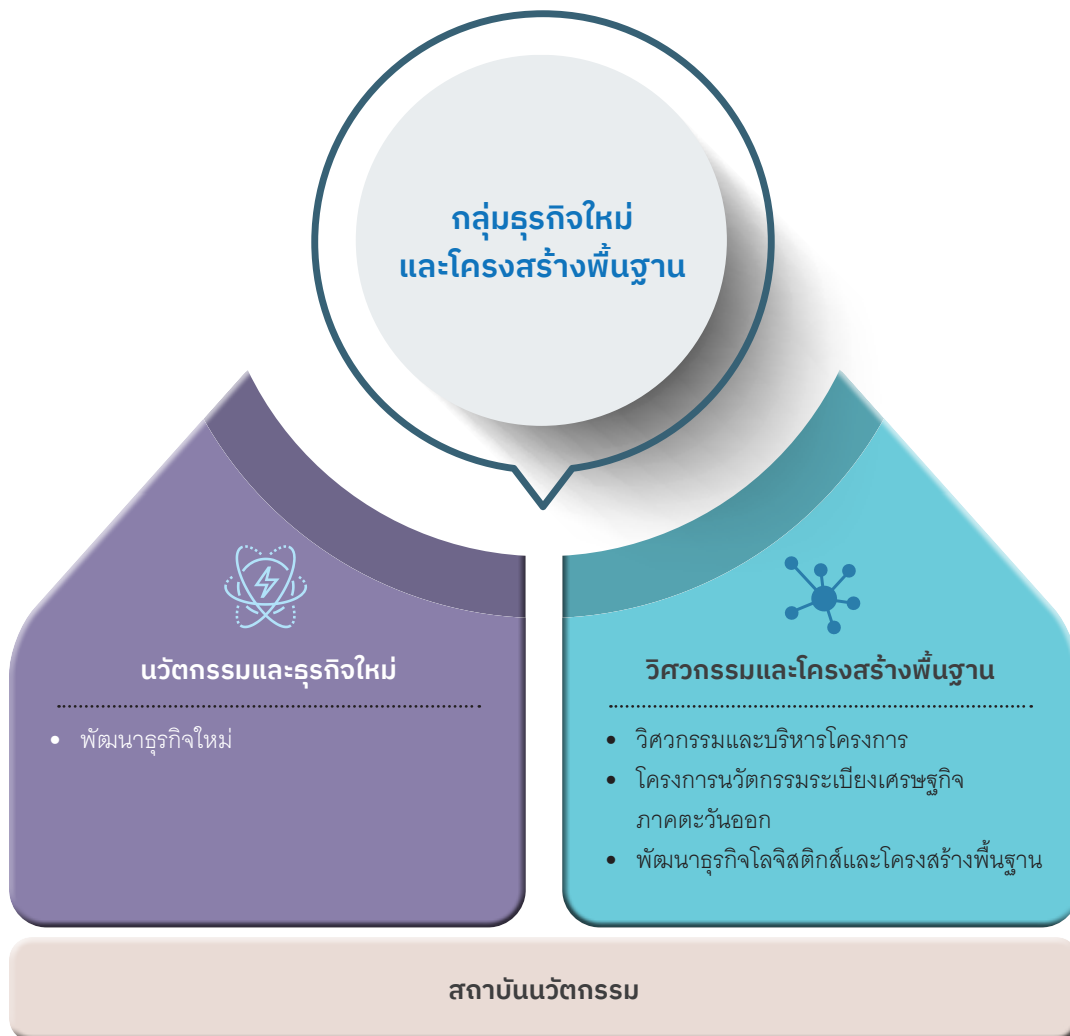 กลุ่มธุรกิจใหม่
และโครงสร้างพื้นฐาน
นวัตกรรมและธุรกิจใหม่
• พัฒนาธุรกิจใหม่
วิศวกรรมและโครงสร้างพื้นฐาน
• วิศวกรรมและบริหารโครงการ
• โครงการนวัตกรรมระเบียงเศรษฐกิจ
ภาคตะวันออก
• พัฒนาธุรกิจโลจิสติกส์และโครงสร้างพื้นฐาน
สถาบันนวัตกรรม